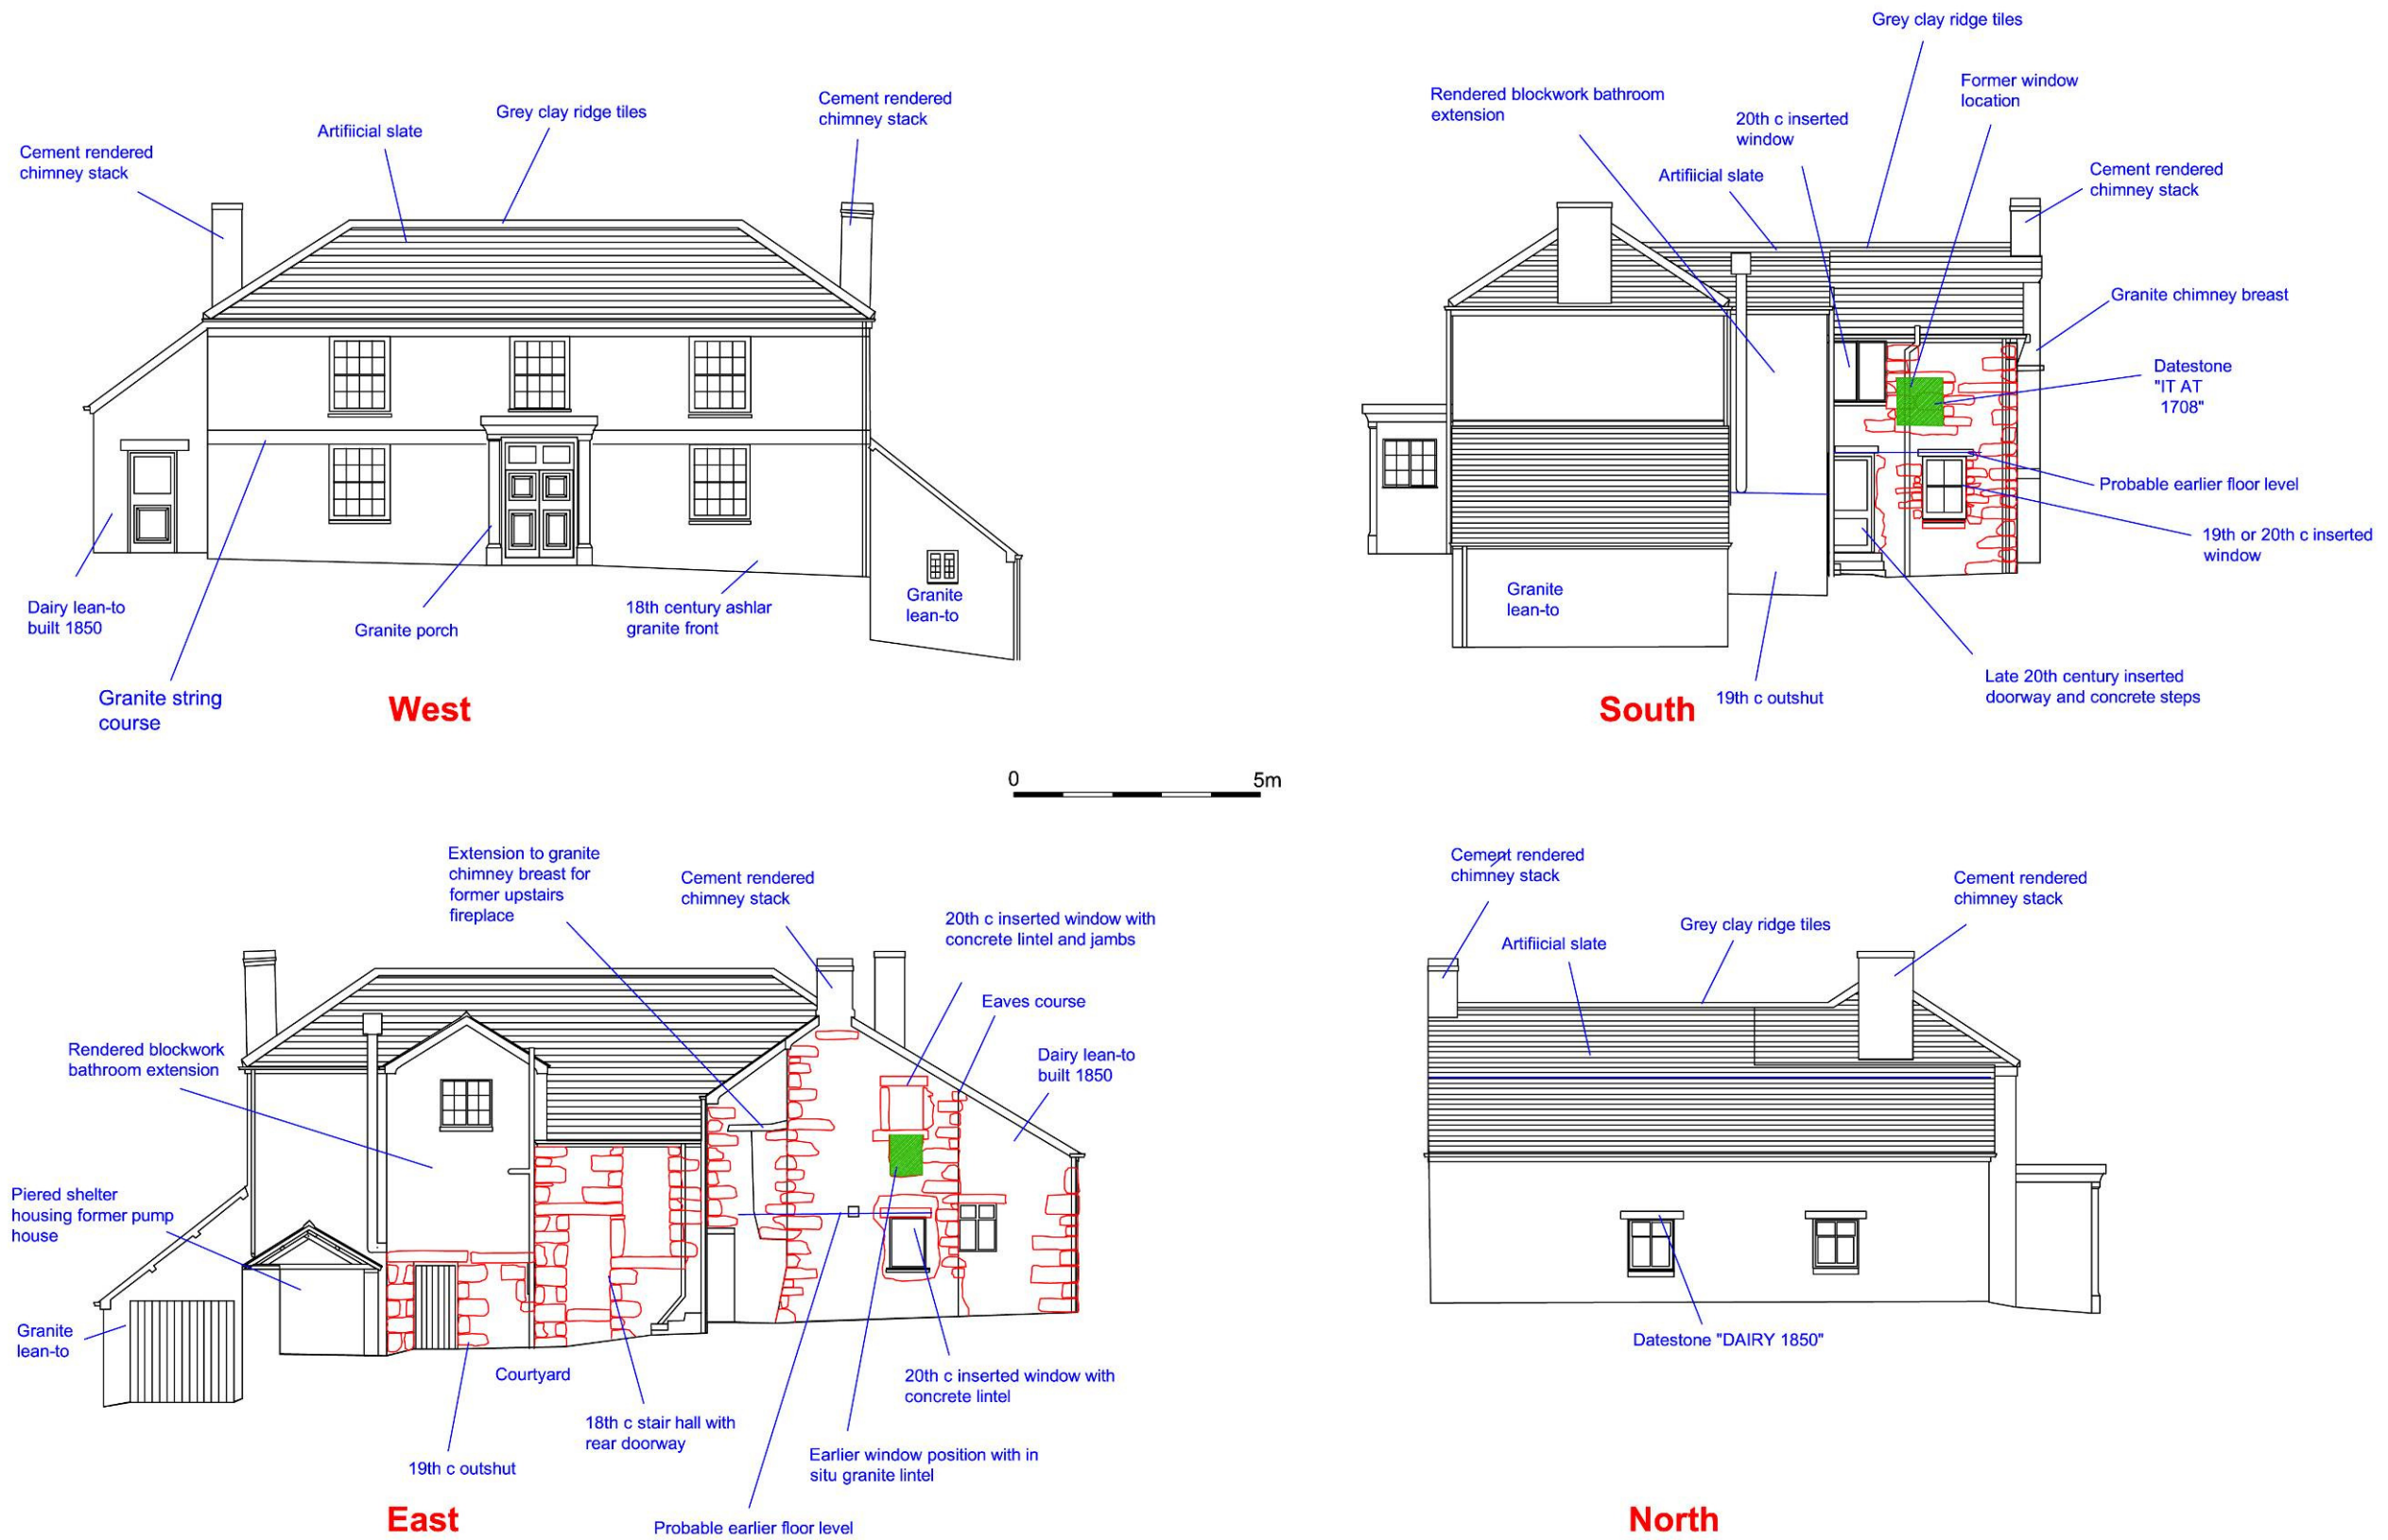 Grey clay ridge tiles
Artifiicial slate
Cement rendered
chimney stack
Cement rendered
chimney stack
Dairy lean-to
built 1850
Granite string
course
Granite porch
18th century ashlar
granite front
Granite
lean-to
West
Grey clay ridge tiles
Rendered blockwork bathroom
extension
20th c inserted
window
Former window
location
Artifiicial slate
Cement rendered
chimney stack
Granite chimney breast
Datestone
"IT AT
1708"
Probable earlier floor level
19th or 20th c inserted
window
Granite
lean-to
Late 20th century inserted
doorway and concrete steps
19th c outshut
South
0 5m
Extension to granite
chimney breast for
former upstairs
fireplace
Cement rendered
chimney stack
20th c inserted window with
concrete lintel and jambs
Eaves course
Dairy lean-to
built 1850
Rendered blockwork
bathroom extension
Piered shelter
housing former pump
house
Granite
lean-to
Courtyard
19th c outshut
18th c stair hall with
rear doorway
20th c inserted window with
concrete lintel
Earlier window position with in
situ granite lintel
Probable earlier floor level
East
Cement rendered
chimney stack
Artifiicial slate
Grey clay ridge tiles
Cement rendered
chimney stack
Datestone "DAIRY 1850"
North